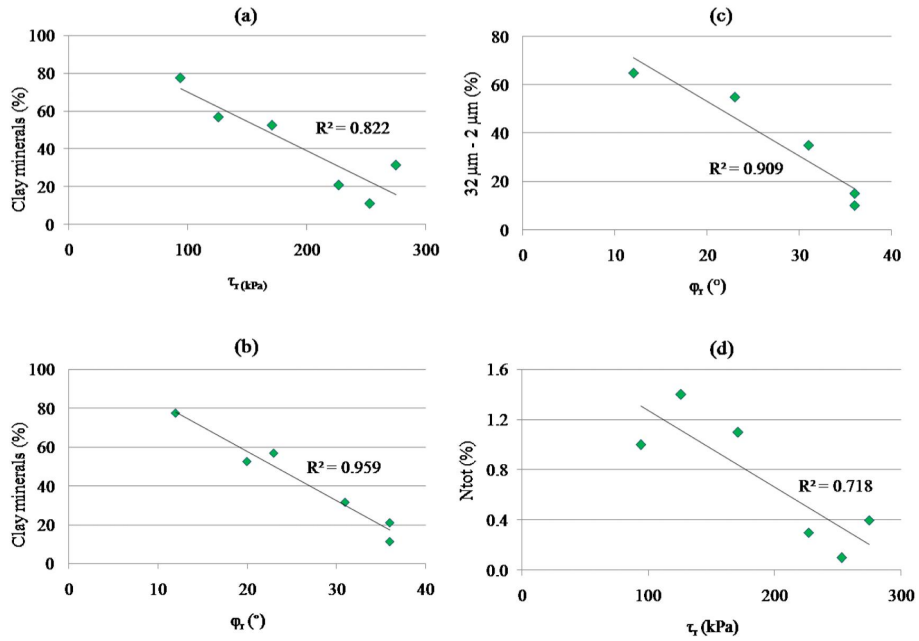 (a)
100
80
60
40
20
0
Clay minerals (%)
R² = 0.822
0 100 200 300
τr (kPa)
(c)
80
60
40
20
0
32 µm - 2 µm (%)
R² = 0.909
0 10 20 30 40
φr (°)
(b)
100
80
60
40
20
0
Clay minerals (%)
R² = 0.959
0 10 20 30 40
φr (°)
(d)
1.6
1.2
0.8
0.4
0.0
Ntot (%)
R² = 0.718
0 100 200 300
τr (kPa)